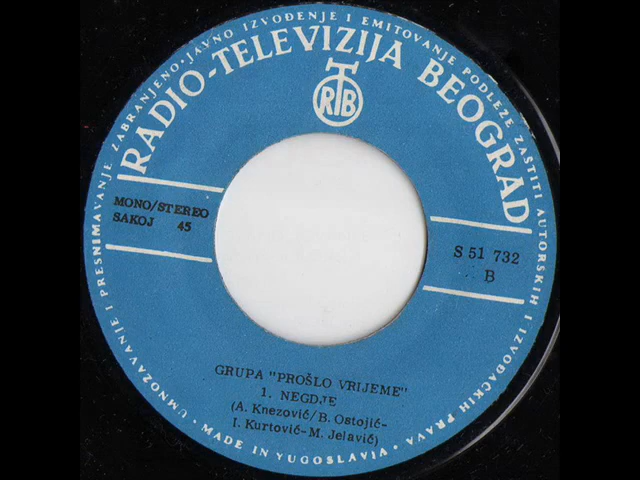 UMNOŽAVANJE I PRESNIMAVANJE ZABRANJENO • JAVNO IZVOĐENJE I EMITOVANJE PODLEŽE ZAŠTITI AUTORSKIH I IZVOĐAČKIH PRAVA •
RADIO-TELEVIZIJA BEOGRAD
RTB
MONO/STEREO
SAKOJ 45
S 51 732
B
GRUPA "PROŠLO VRIJEME"
1. NEGDJE
(A. Knezović/B. Ostojić-
I. Kurtović-M. Jelavić)
MADE IN YUGOSLAVIA